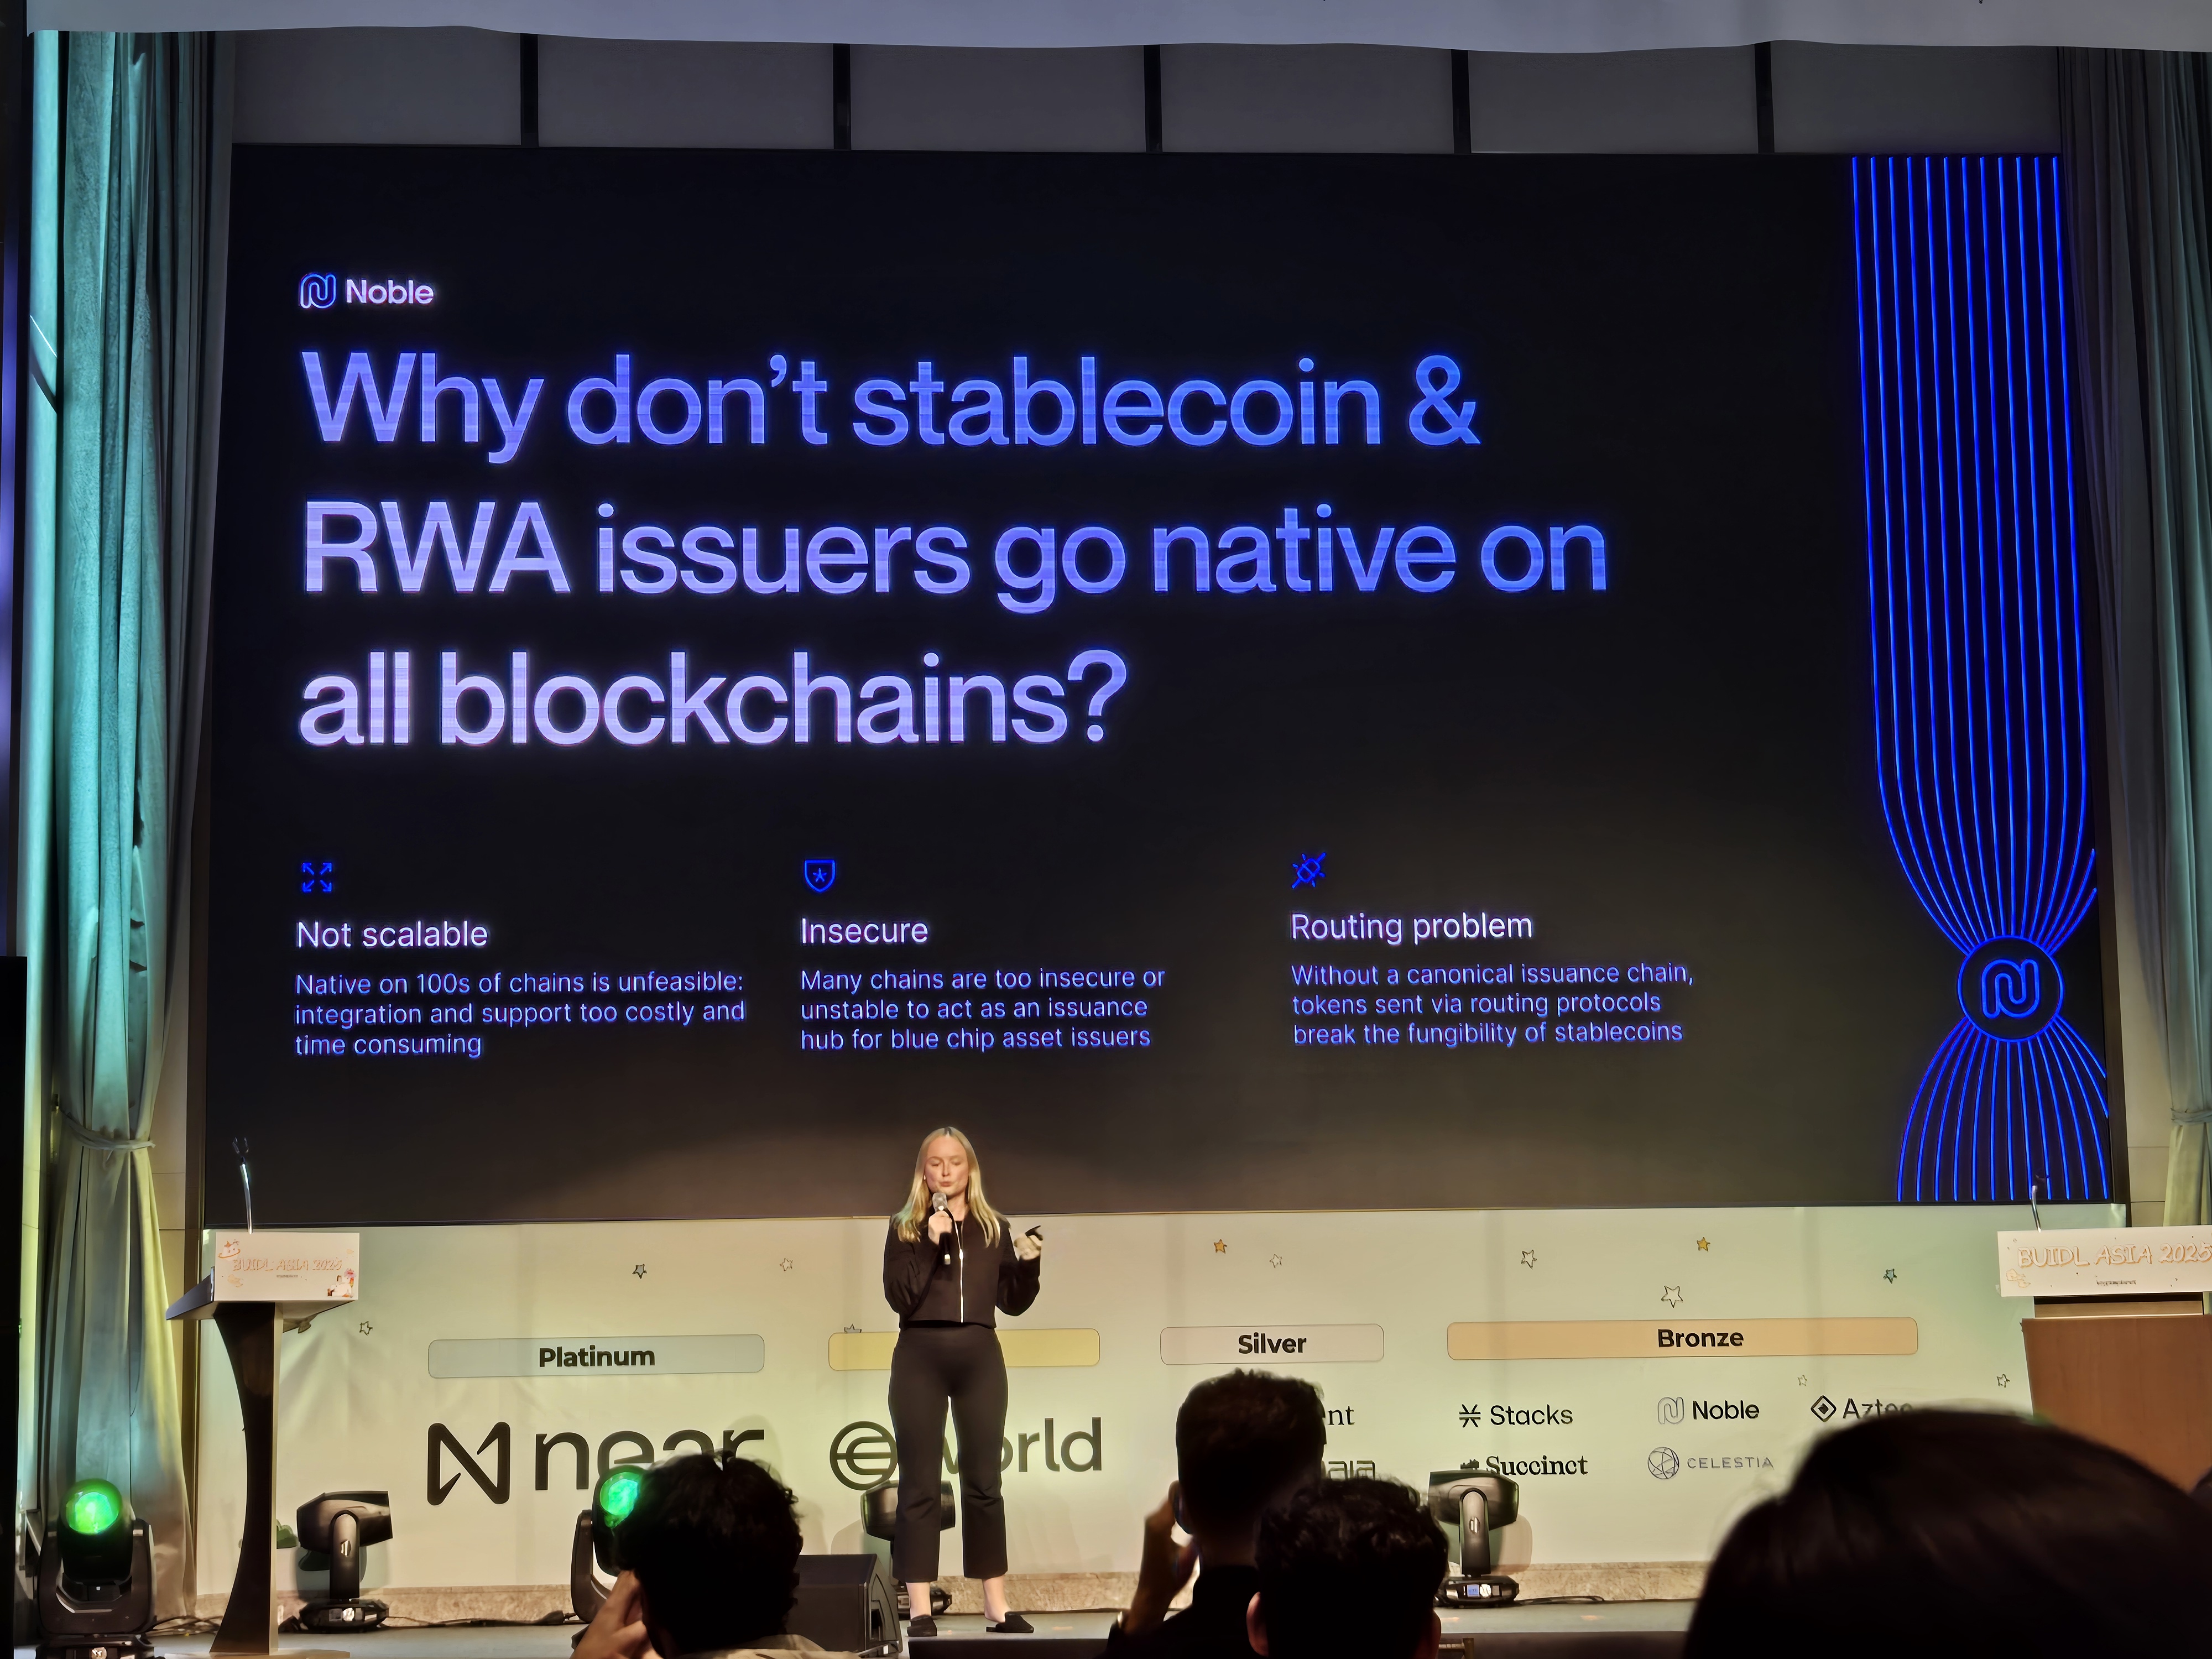 Noble
Why don't stablecoin &
RWA issuers go native on
all blockchains?
Not scalable
Native on 100s of chains is unfeasible:
integration and support too costly and
time consuming
Insecure
Many chains are too insecure or
unstable to act as an issuance
hub for blue chip asset issuers
Routing problem
Without a canonical issuance chain,
tokens sent via routing protocols
break the fungibility of stablecoins
BUIDL ASIA 2025
BUIDL ASIA 2025
Platinum
Silver
Bronze
near
Stacks
Noble
Succinct
CELESTIA